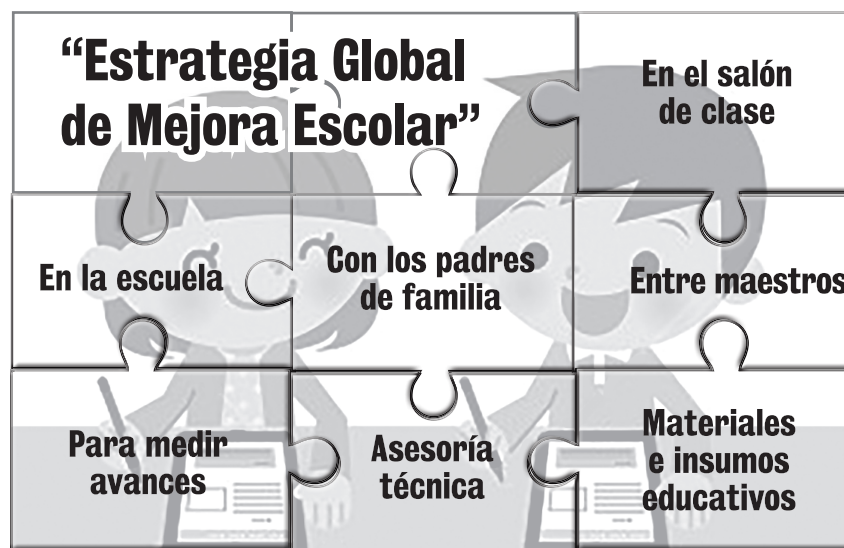 “Estrategia Global
de Mejora Escolar”
En el salón
de clase
En la escuela
Con los padres
de familia
Entre maestros
Para medir
avances
Asesoría
técnica
Materiales
e insumos
educativos